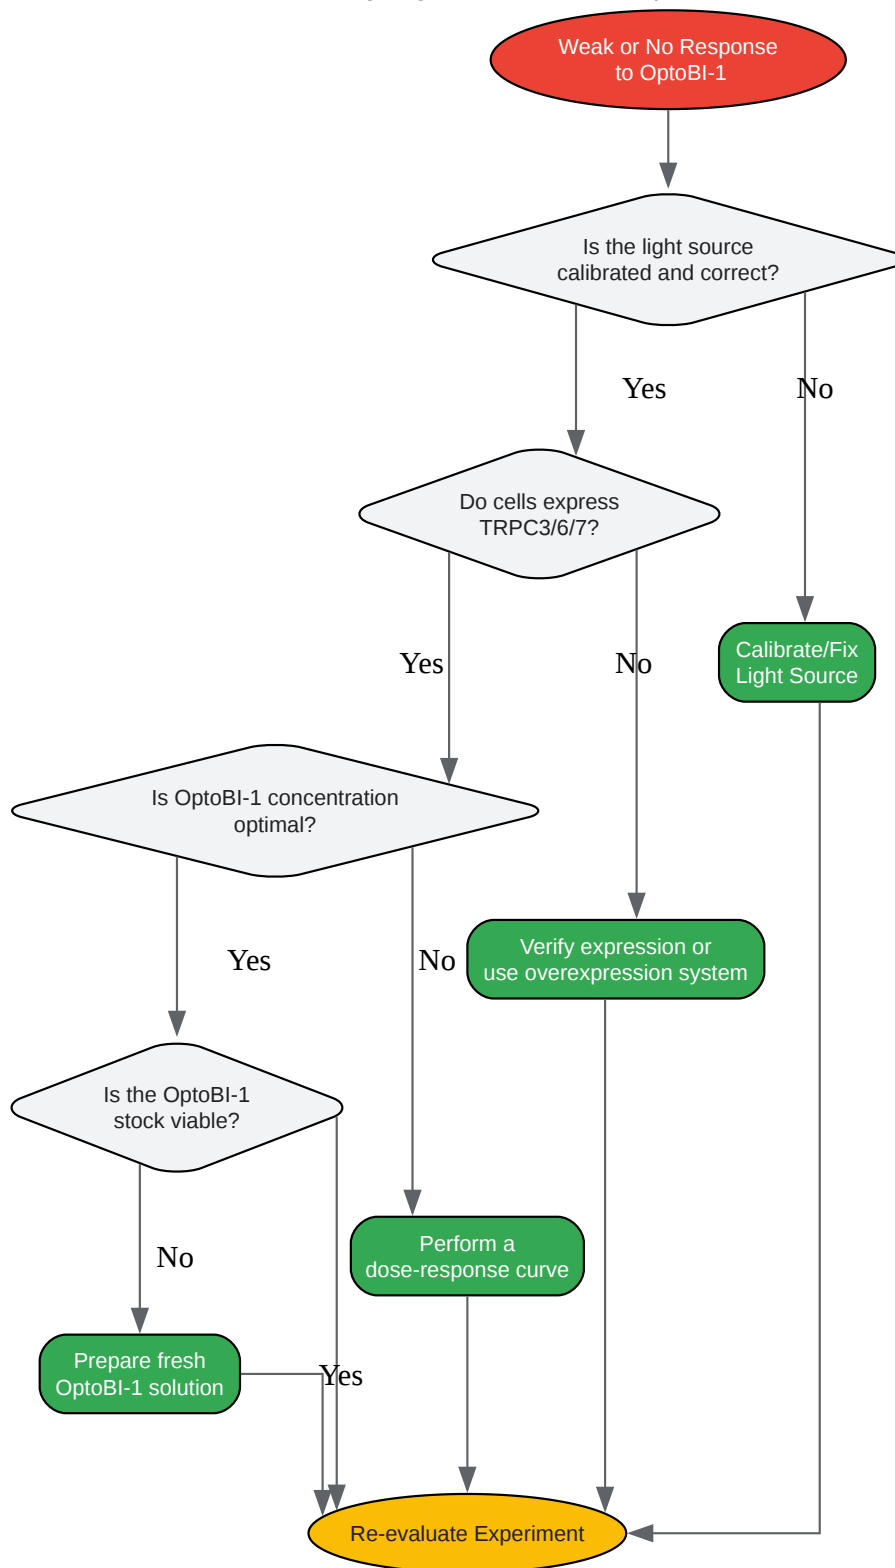 Weak or No Response
to OptoBI-1
Is the light source
calibrated and correct?
Yes
No
Do cells express
TRPC3/6/7?
Yes
No
Calibrate/Fix
Light Source
Is OptoBI-1 concentration
optimal?
Yes
No
Verify expression or
use overexpression system
Is the OptoBI-1
stock viable?
No
Perform a
dose-response curve
Prepare fresh
OptoBI-1 solution
Yes
Re-evaluate Experiment